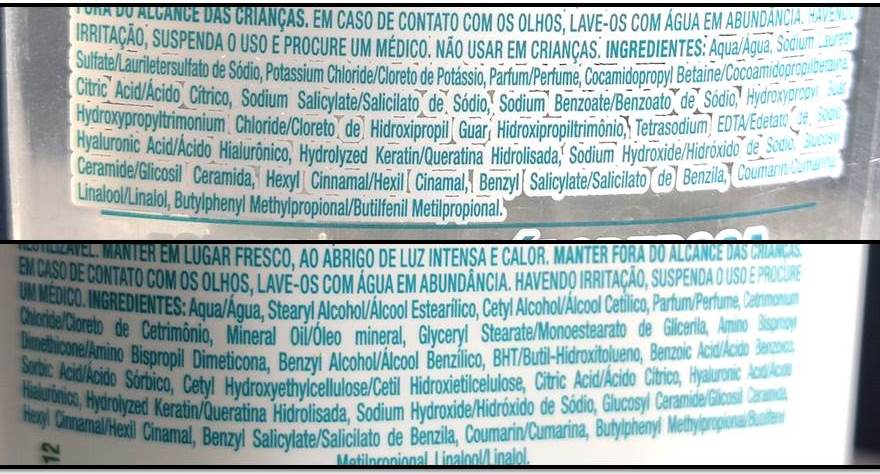 FORA DO ALCANCE DAS CRIANÇAS. EM CASO DE CONTATO COM OS OLHOS, LAVE-OS COM ÁGUA EM ABUNDÂNCIA. HAVENDO
IRRITAÇÃO, SUSPENDA O USO E PROCURE UM MÉDICO. NÃO USAR EM CRIANÇAS. INGREDIENTES: Aqua/Água, Sodium Laureth
Sulfate/Lauriletersulfato de Sódio, Potassium Chloride/Cloreto de Potássio, Parfum/Perfume, Cocamidopropyl Betaine/Cocoamidopropilbetaína,
Citric Acid/Ácido Cítrico, Sodium Salicylate/Salicilato de Sódio, Sodium Benzoate/Benzoato de Sódio, Hydroxypropyl Guar
Hydroxypropyltrimonium Chloride/Cloreto de Hidroxipropil Guar Hidroxipropiltrimônio, Tetrasodium EDTA/Edetato de Sódio,
Hyaluronic Acid/Ácido Hialurônico, Hydrolyzed Keratin/Queratina Hidrolisada, Sodium Hydroxide/Hidróxido de Sódio, Glucosyl
Ceramide/Glicosil Ceramida, Hexyl Cinnamal/Hexil Cinamal, Benzyl Salicylate/Salicilato de Benzila, Coumarin/Cumarina,
Linalool/Linalol, Butylphenyl Methylpropional/Butilfenil Metilpropional.
MANTER EM LUGAR FRESCO, AO ABRIGO DE LUZ INTENSA E CALOR. MANTER FORA DO ALCANCE DAS CRIANÇAS.
EM CASO DE CONTATO COM OS OLHOS, LAVE-OS COM ÁGUA EM ABUNDÂNCIA. HAVENDO IRRITAÇÃO, SUSPENDA O USO E PROCURE
UM MÉDICO. INGREDIENTES: Aqua/Água, Stearyl Alcohol/Álcool Estearílico, Cetyl Alcohol/Álcool Cetílico, Parfum/Perfume, Cetrimonium
Chloride/Cloreto de Cetrimônio, Mineral Oil/Óleo mineral, Glyceryl Stearate/Monoestearato de Glicerila, Amino Bispropyl
Dimethicone/Amino Bispropil Dimeticona, Benzyl Alcohol/Álcool Benzílico, BHT/Butil-Hidroxitolueno, Benzoic Acid/Ácido Benzoico,
Sorbic Acid/Ácido Sórbico, Cetyl Hydroxyethylcellulose/Cetil Hidroxietilcelulose, Citric Acid/Ácido Cítrico, Hyaluronic Acid/Ácido
Hialurônico, Hydrolyzed Keratin/Queratina Hidrolisada, Sodium Hydroxide/Hidróxido de Sódio, Glucosyl Ceramide/Glicosil Ceramida,
Hexyl Cinnamal/Hexil Cinamal, Benzyl Salicylate/Salicilato de Benzila, Coumarin/Cumarina, Butylphenyl Methylpropional/Butilfenil
Metilpropional, Linalool/Linalol.
12